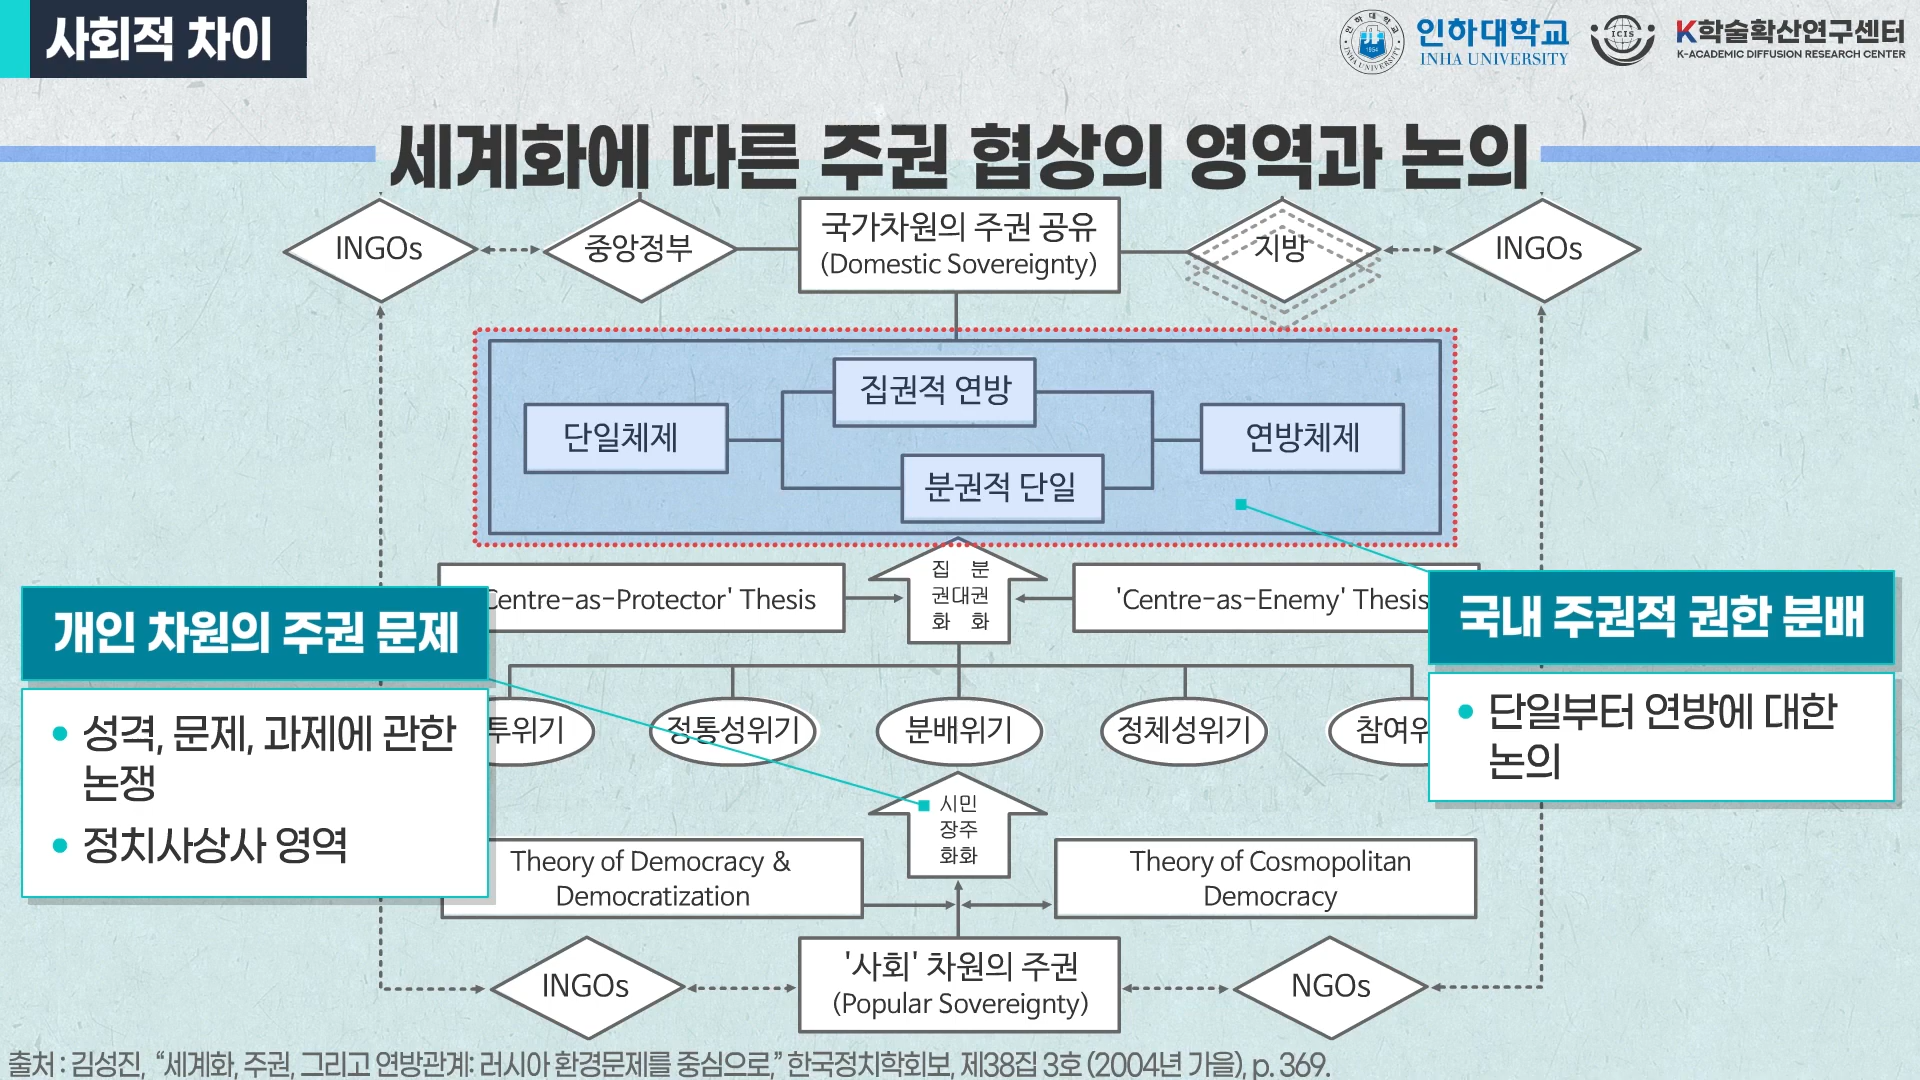 사회적 차이
인하대학교
INHA UNIVERSITY
ICIS
K학술확산연구센터
K-ACADEMIC DIFFUSION RESEARCH CENTER
세계화에 따른 주권 협상의 영역과 논의
INGOs
중앙정부
국가차원의 주권 공유
(Domestic Sovereignty)
지방
INGOs
집권적 연방
단일체제
연방체제
분권적 단일
집 분
권대권
화 화
Centre-as-Protector' Thesis
'Centre-as-Enemy' Thesis
개인 차원의 주권 문제
성격, 문제, 과제에 관한
논쟁
정치사상사 영역
국내 주권적 권한 분배
단일부터 연방에 대한
논의
투위기
정통성위기
분배위기
정체성위기
참여위
시민
장주
화화
Theory of Democracy &
Democratization
Theory of Cosmopolitan
Democracy
INGOs
'사회' 차원의 주권
(Popular Sovereignty)
NGOs
출처 : 김성진, “세계화, 주권, 그리고 연방관계: 러시아 환경문제를 중심으로,” 한국정치학회보, 제38집 3호 (2004년 가을), p. 369.